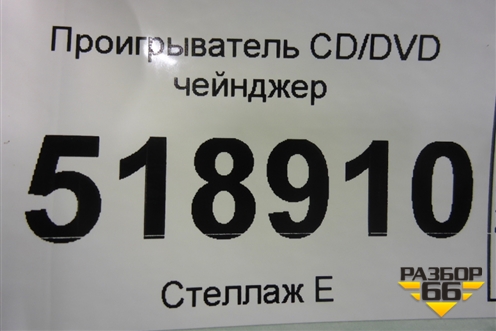 Проигрыватель CD/DVD
чейнджер
518910
Стеллаж Е
РАЗБОР
66